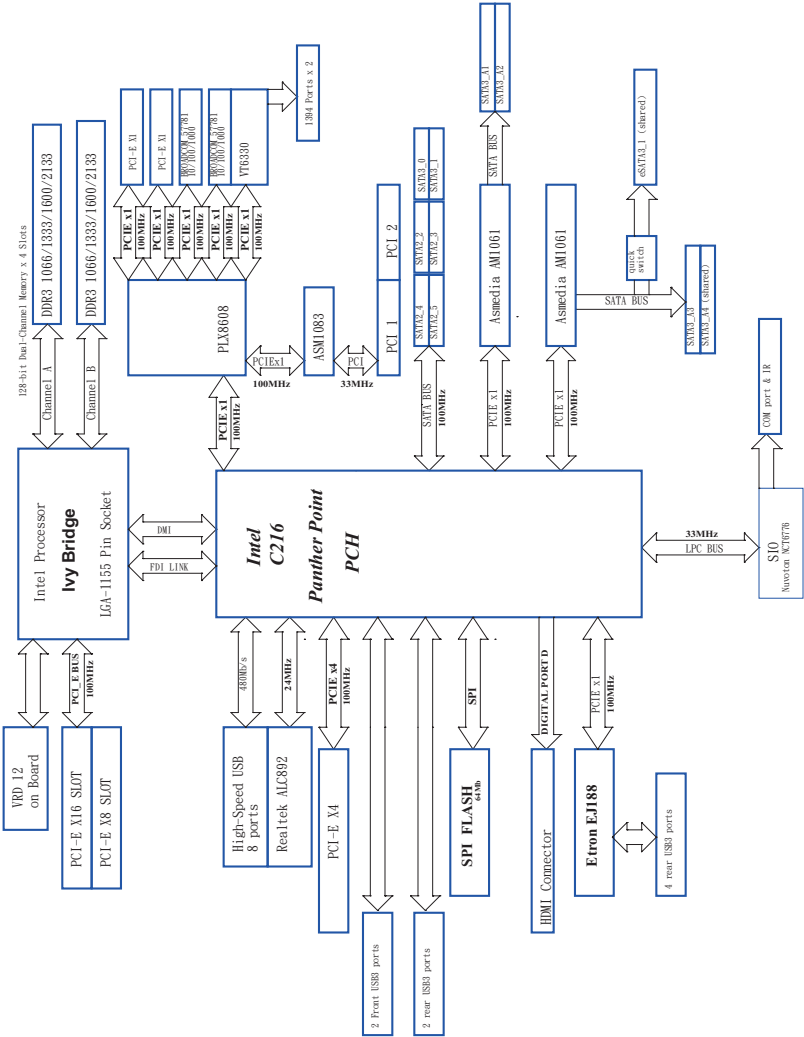 128-bit Dual-Channel Memory x 4 Slots
DDR3 1066/1333/1600/2133
DDR3 1066/1333/1600/2133
Channel A
Channel B
Intel Processor
Ivy Bridge
LGA-1155 Pin Socket
VRD 12
on Board
PCI_E BUS
100MHz
PCI-E X16 SLOT
PCI-E X8 SLOT
FDI LINK
DMI
PCI-E X1
PCI-E X1
BROADCOM 57781
10/100/1000
BROADCOM 57781
10/100/1000
VT6330
1394 Ports x 2
PCIE x1
100MHz
PCIE x1
100MHz
PCIE x1
100MHz
PCIE x1
100MHz
PCIE x1
100MHz
PLX8608
PCIE x1
100MHz
PCIEx1
100MHz
ASM1083
PCI
33MHz
PCI 1
PCI 2
Intel
C216
Panther Point
PCH
High-Speed USB
8 ports
480Mb/s
Realtek ALC892
24MHz
PCI-E X4
PCIE x4
100MHz
2 Front USB3 ports
2 rear USB3 ports
SPI FLASH
64Mb
SPI
HDMI Connector
DIGITAL PORT D
Etron EJ188
PCIE x1
100MHz
4 rear USB3 ports
SATA2_4
SATA2_5
SATA2_2
SATA2_3
SATA3_0
SATA3_1
SATA BUS
100MHz
Asmedia AM1061
PCIE x1
100MHz
SATA BUS
SATA3_A1
SATA3_A2
Asmedia AM1061
PCIE x1
100MHz
SATA BUS
quick
switch
eSATA3_1 (shared)
SATA3_A3
SATA3_A4 (shared)
33MHz
LPC BUS
SIO
Nuvoton NCT6776
COM port & IR